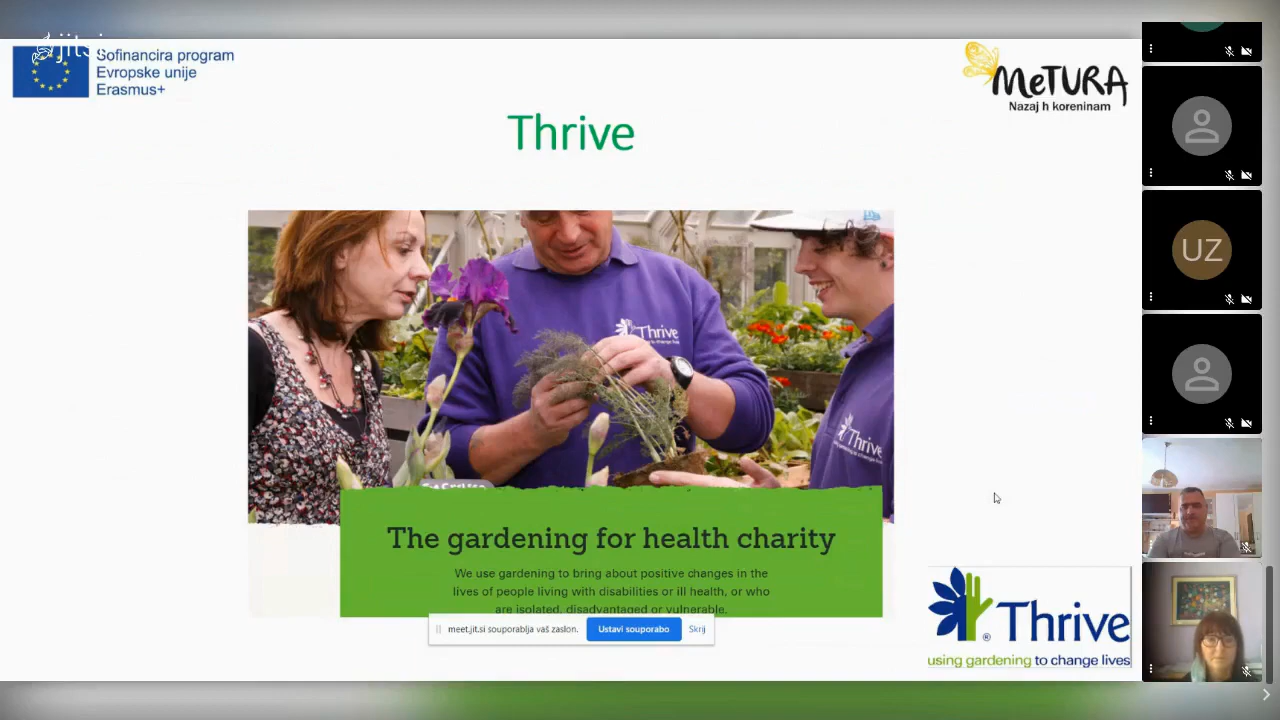 jitsi
Sofinancira program
Evropske unije
Erasmus+
MeTURA
Nazaj h koreninam
Thrive
Thrive
Thrive
The gardening for health charity
We use gardening to bring about positive changes in the
lives of people living with disabilities or ill health, or who
are isolated, disadvantaged or vulnerable.
meet.jit.si souporablja vaš zaslon.
Ustavi souporabo
Skrij
® Thrive
using gardening to change lives
UZ